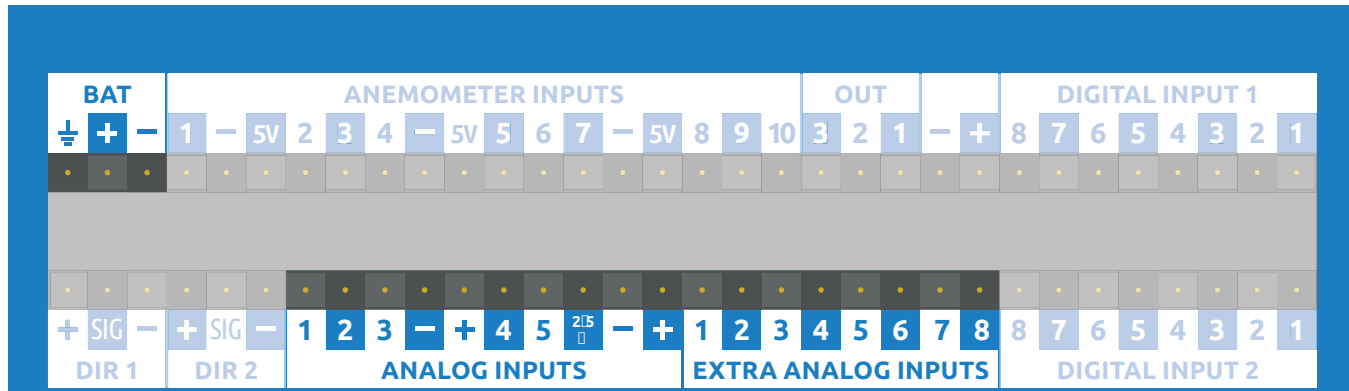 BAT ANEMOMETER INPUTS OUT DIGITAL INPUT 1
+ − 1 − 5V 2 3 4 − 5V 5 6 7 − 5V 8 9 10 3 2 1 − + 8 7 6 5 4 3 2 1
+ SIG − + SIG − 1 2 3 − + 4 5 2▯5▯ − + 1 2 3 4 5 6 7 8 8 7 6 5 4 3 2 1
DIR 1 DIR 2 ANALOG INPUTS EXTRA ANALOG INPUTS DIGITAL INPUT 2